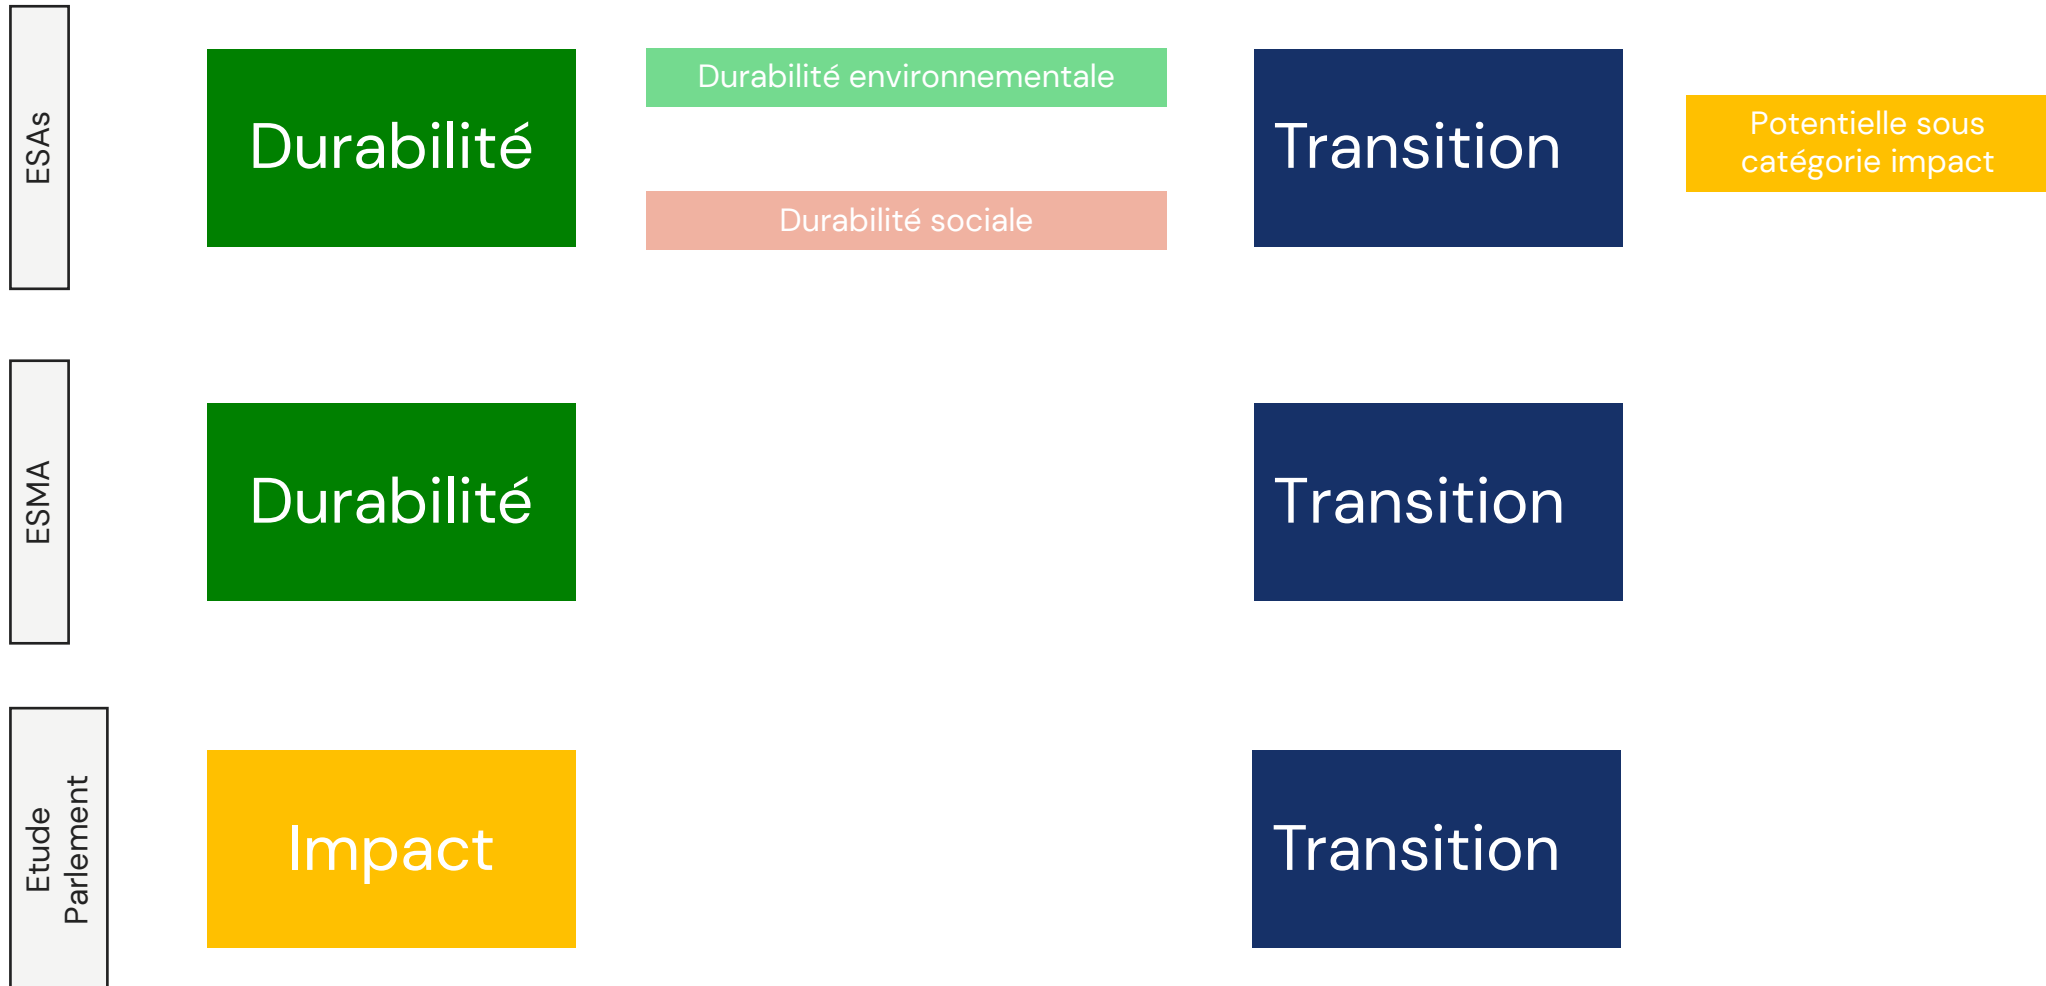 ESAs
Durabilité
Durabilité environnementale
Durabilité sociale
Transition
Potentielle sous
catégorie impact
ESMA
Durabilité
Transition
Etude
Parlement
Impact
Transition